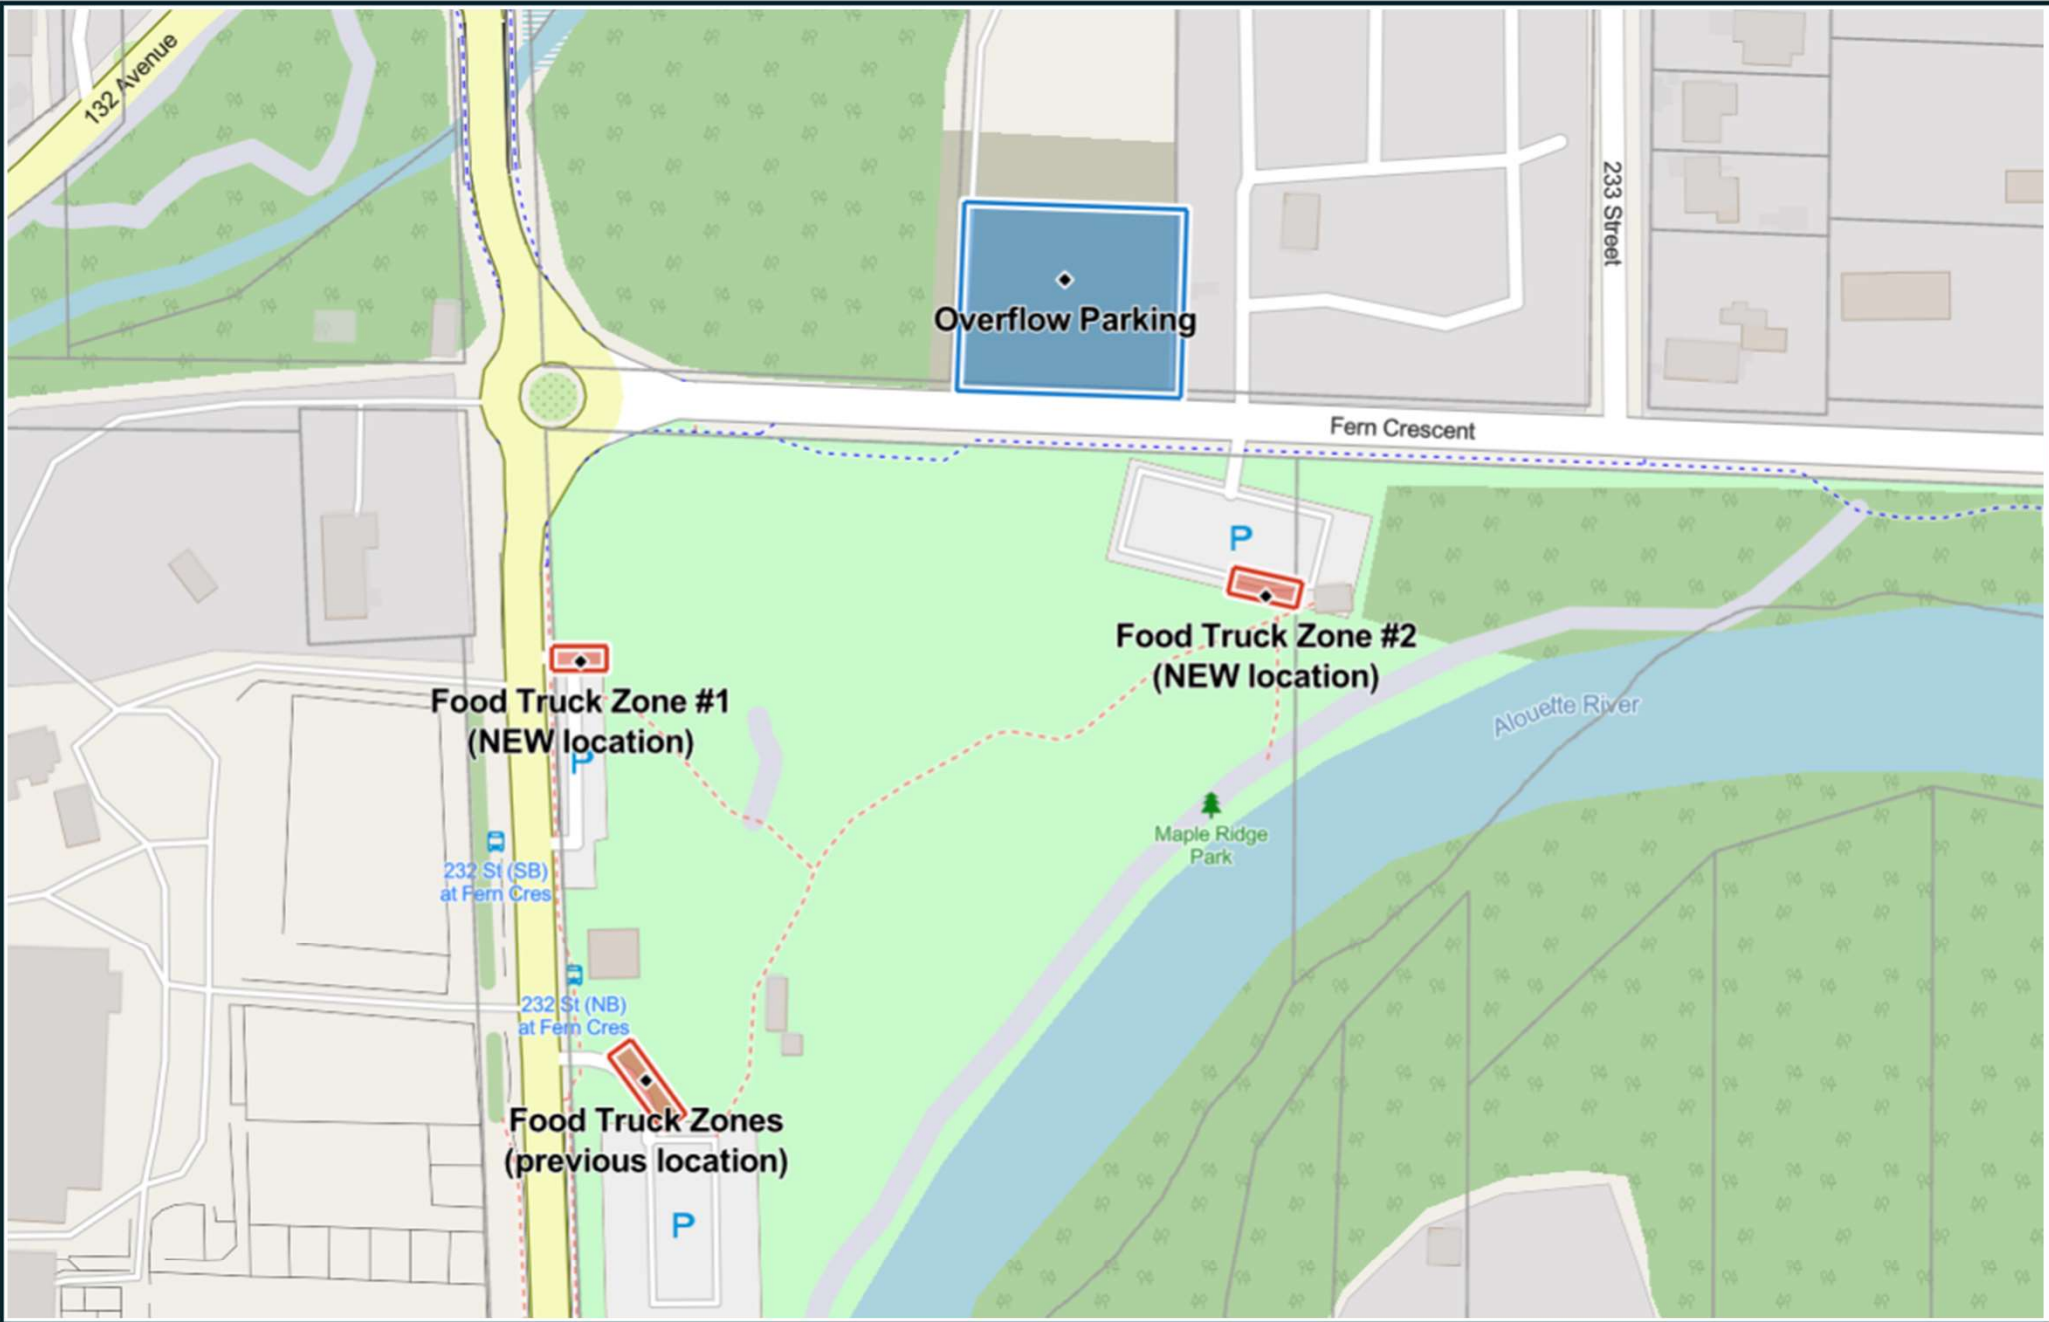 132 Avenue
233 Street
Overflow Parking
Fern Crescent
P
Food Truck Zone #2
(NEW location)
Food Truck Zone #1
(NEW location)
P
Alouette River
Maple Ridge
Park
232 St (SB)
at Fern Cres
232 St (NB)
at Fern Cres
Food Truck Zones
(previous location)
P